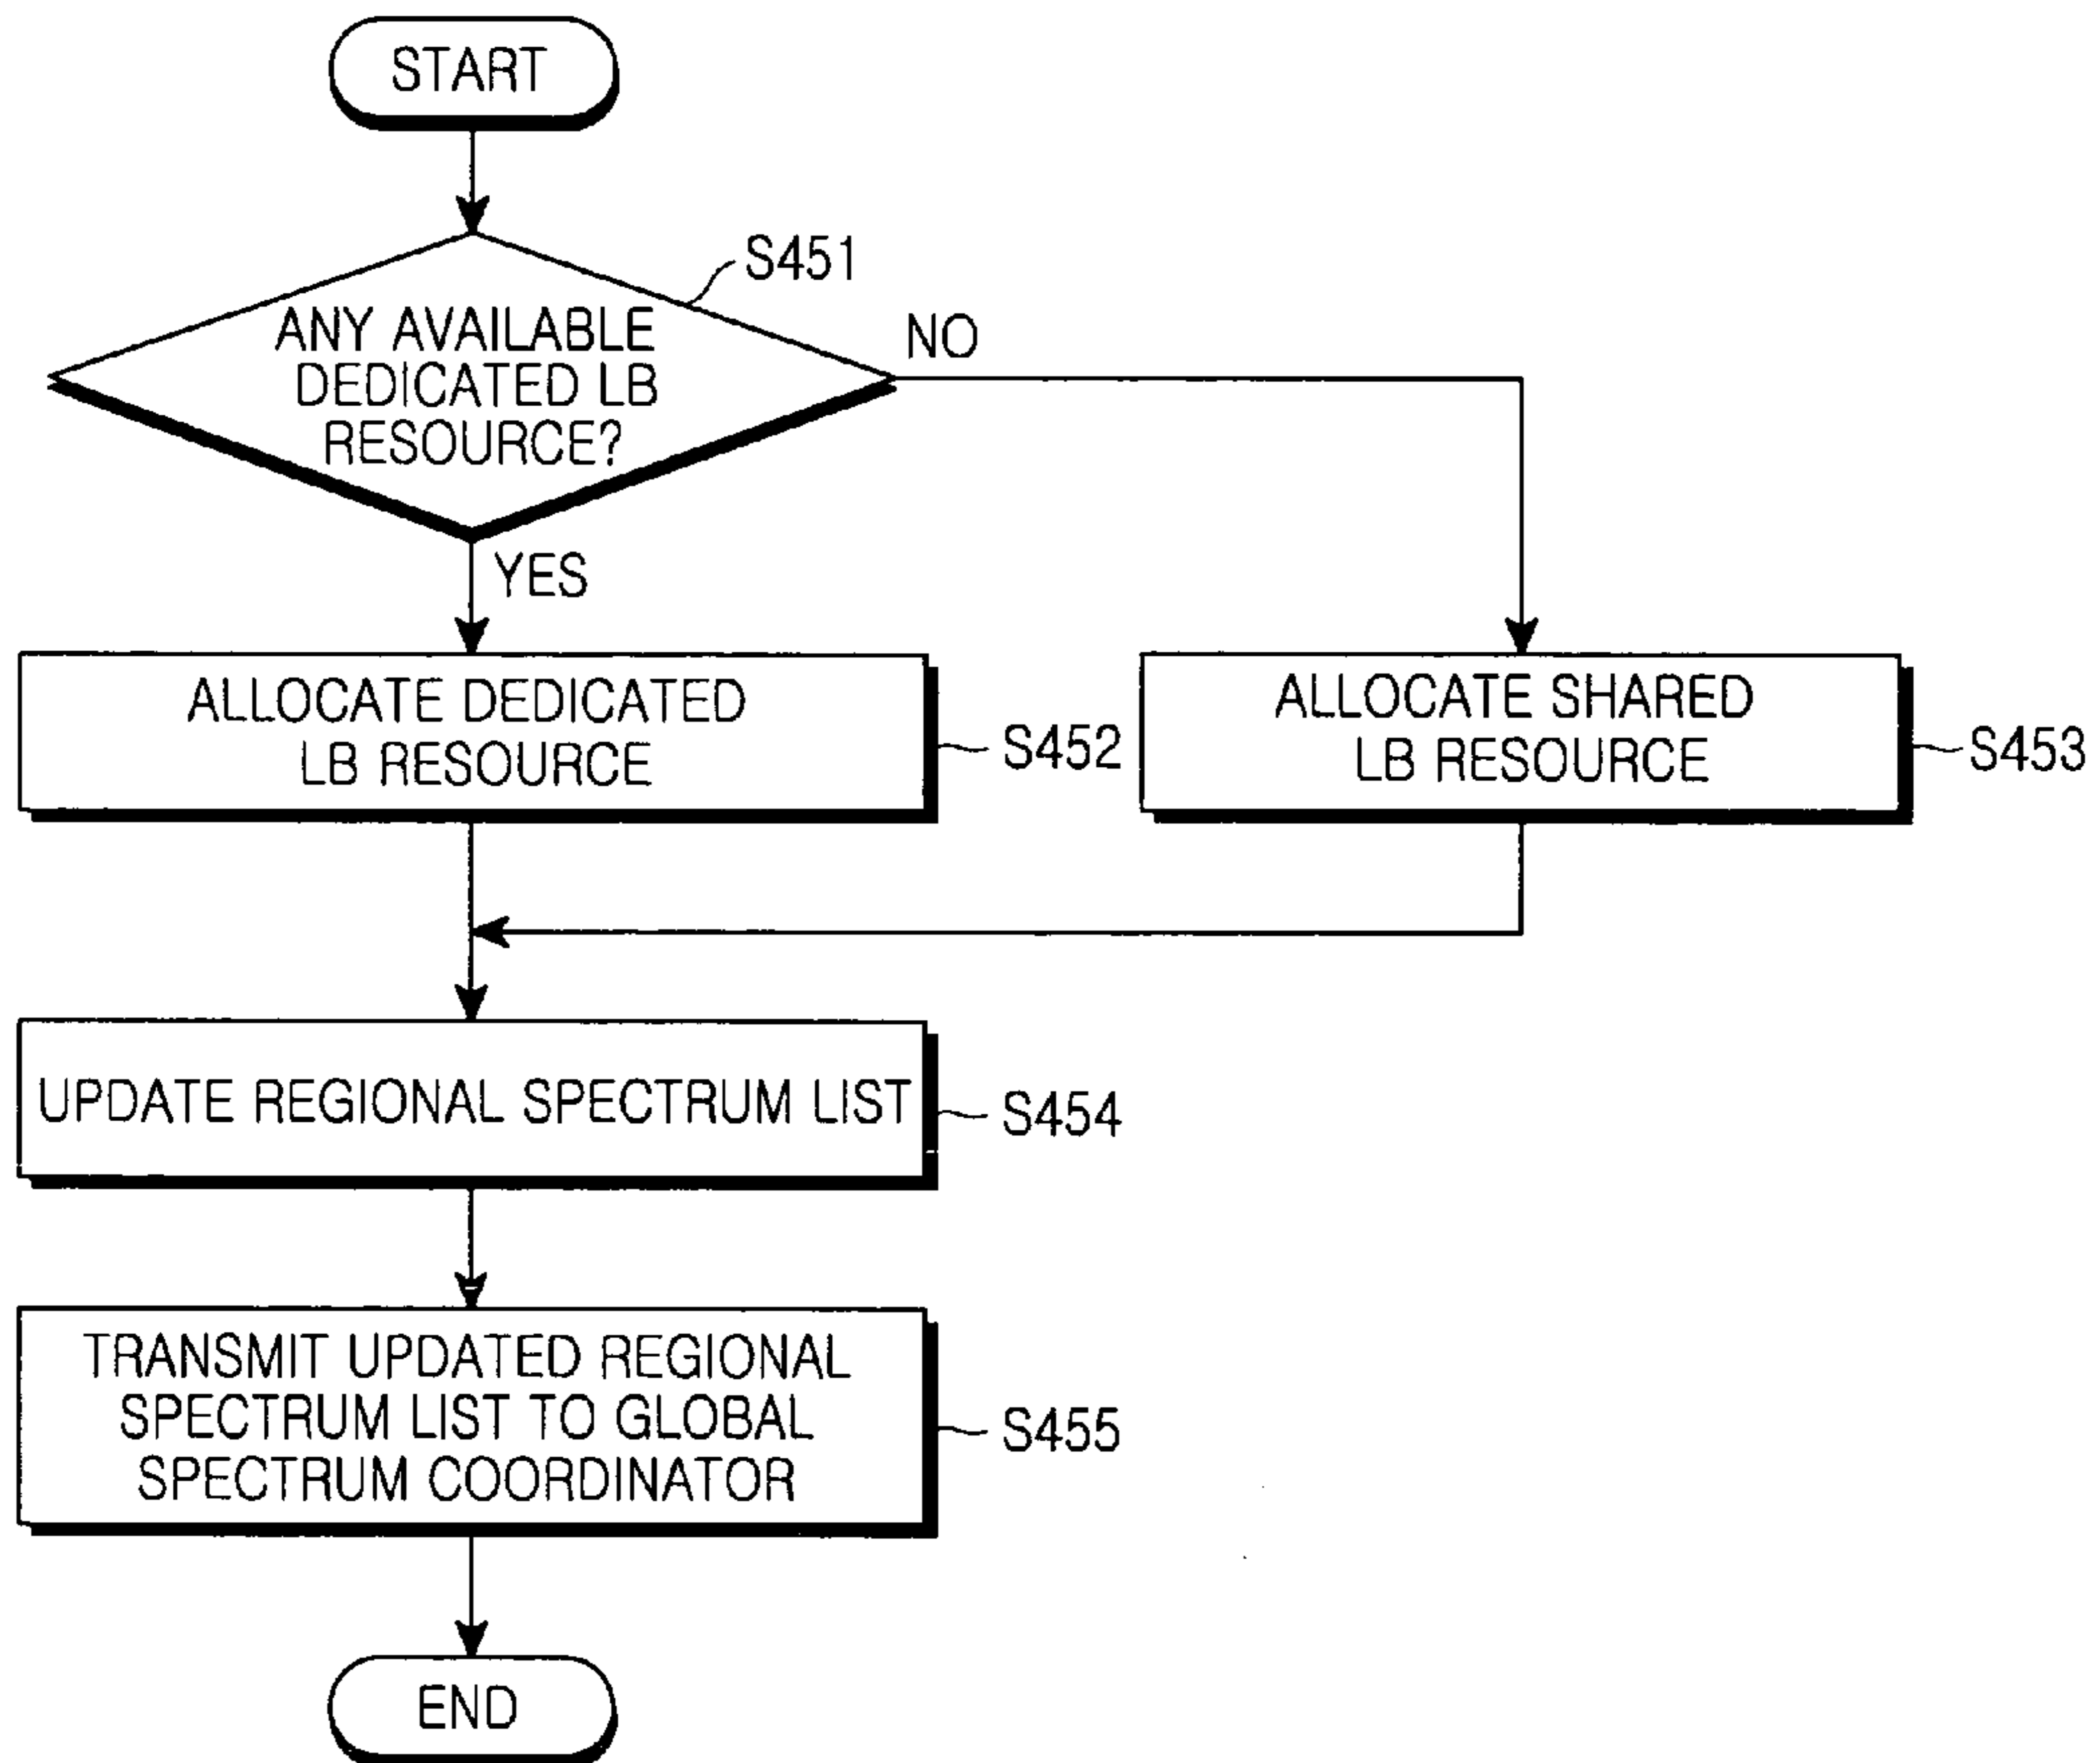 START
S451
ANY AVAILABLE
DEDICATED LB
RESOURCE?
NO
YES
ALLOCATE DEDICATED
LB RESOURCE
S452
ALLOCATE SHARED
LB RESOURCE
S453
UPDATE REGIONAL SPECTRUM LIST
S454
TRANSMIT UPDATED REGIONAL
SPECTRUM LIST TO GLOBAL
SPECTRUM COORDINATOR
S455
END